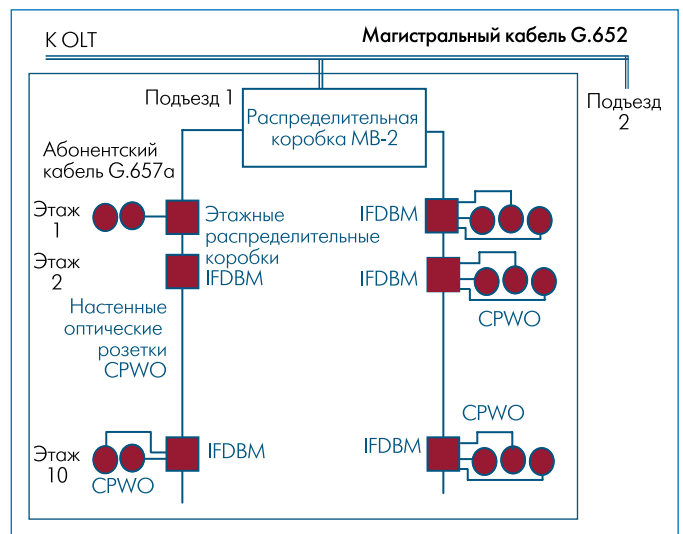 К OLT
Магистральный кабель G.652
Подъезд 1
Распределительная
коробка МВ-2
Подъезд
2
Абонентский
кабель G.657a
Этаж
1
Этажные
распределительные
коробки
IFDBM
IFDBM
Этаж
2
IFDBM
CPWO
Настенные
оптические
розетки
CPWO
CPWO
Этаж
10
IFDBM
CPWO
IFDBM